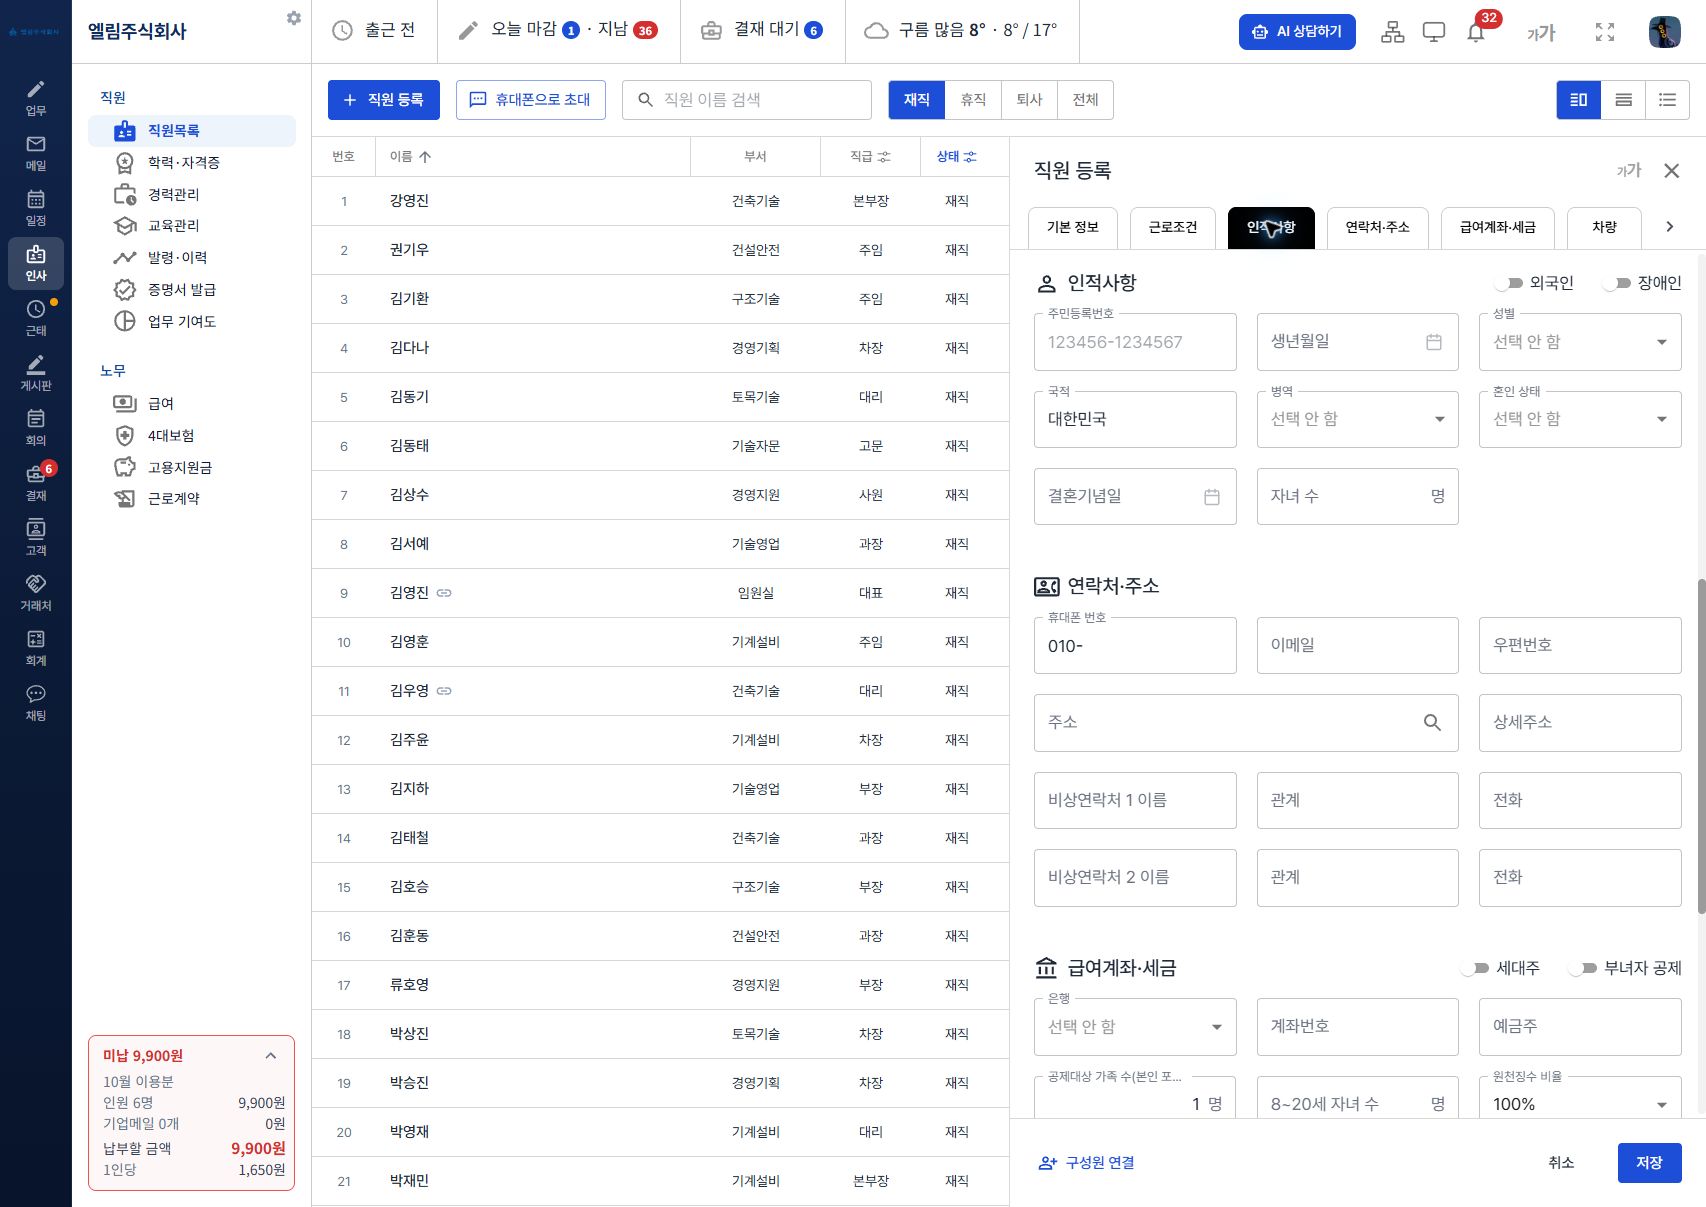 엘림주식회사
업무
메일
일정
인사
근태
게시판
회의
결재
6
고객
거래처
회계
채팅
엘림주식회사
직원
직원목록
학력·자격증
경력관리
교육관리
발령·이력
증명서 발급
업무 기여도
노무
급여
4대보험
고용지원금
근로계약
미납 9,900원
10월 이용분
인원 6명 9,900원
기업메일 0개 0원
납부할 금액 9,900원
1인당 1,650원
출근 전
오늘 마감 1 · 지남 36
결재 대기 6
구름 많음 8° · 8° / 17°
AI 상담하기
32
가가
직원 등록
휴대폰으로 초대
직원 이름 검색
재직 휴직 퇴사 전체
번호 이름 부서 직급 상태
1 강영진 건축기술 본부장 재직
2 권기우 건설안전 주임 재직
3 김기환 구조기술 주임 재직
4 김다나 경영기획 차장 재직
5 김동기 토목기술 대리 재직
6 김동태 기술자문 고문 재직
7 김상수 경영지원 사원 재직
8 김서예 기술영업 과장 재직
9 김영진 임원실 대표 재직
10 김영훈 기계설비 주임 재직
11 김우영 건축기술 대리 재직
12 김주윤 기계설비 차장 재직
13 김지하 기술영업 부장 재직
14 김태철 건축기술 과장 재직
15 김호승 구조기술 부장 재직
16 김훈동 건설안전 과장 재직
17 류호영 경영지원 부장 재직
18 박상진 토목기술 차장 재직
19 박승진 경영기획 차장 재직
20 박영재 기계설비 대리 재직
21 박재민 기계설비 본부장 재직
직원 등록
가가
기본 정보 근로조건 인적사항 연락처·주소 급여계좌·세금 차량
인적사항
외국인 장애인
주민등록번호
123456-1234567
생년월일
성별
선택 안 함
국적
대한민국
병역
선택 안 함
혼인 상태
선택 안 함
결혼기념일
자녀 수 명
연락처·주소
휴대폰 번호
010-
이메일
우편번호
주소
상세주소
비상연락처 1 이름 관계 전화
비상연락처 2 이름 관계 전화
급여계좌·세금
세대주 부녀자 공제
은행
선택 안 함
계좌번호
예금주
공제대상 가족 수(본인 포...
1 명
8~20세 자녀 수 명
원천징수 비율
100%
구성원 연결
취소
저장